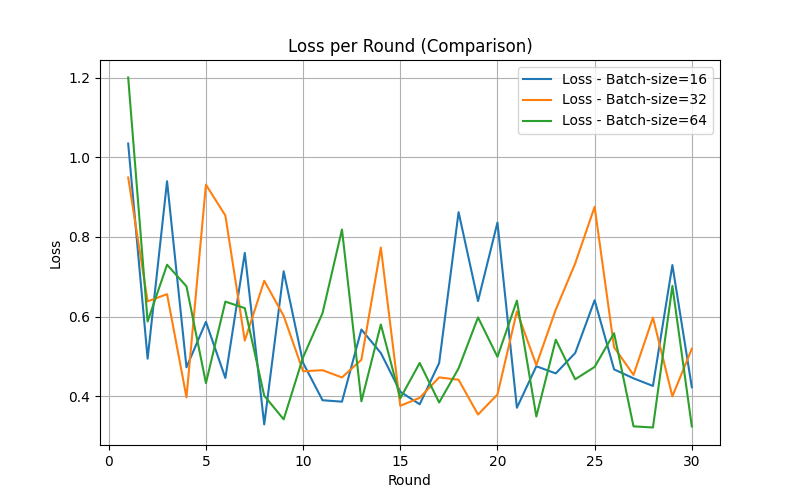 Loss per Round (Comparison)
Loss - Batch-size=16
Loss - Batch-size=32
Loss - Batch-size=64
Loss
1.2
1.0
0.8
0.6
0.4
0 5 10 15 20 25 30
Round